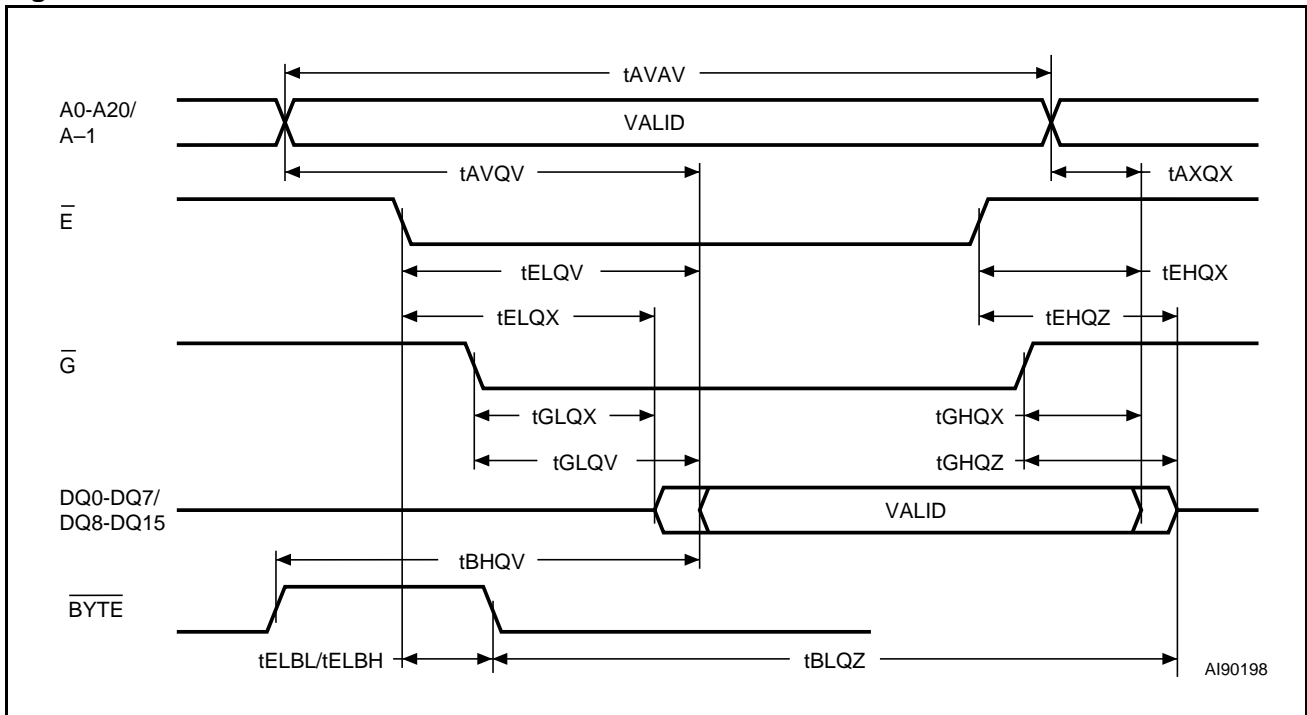 tAVAV
A0-A20/
A–1
VALID
tAVQV
tAXQX
E
tELQV
tEHQX
tELQX
tEHQZ
G
tGLQX
tGHQX
tGLQV
tGHQZ
DQ0-DQ7/
DQ8-DQ15
VALID
tBHQV
BYTE
tELBL/tELBH
tBLQZ
AI90198